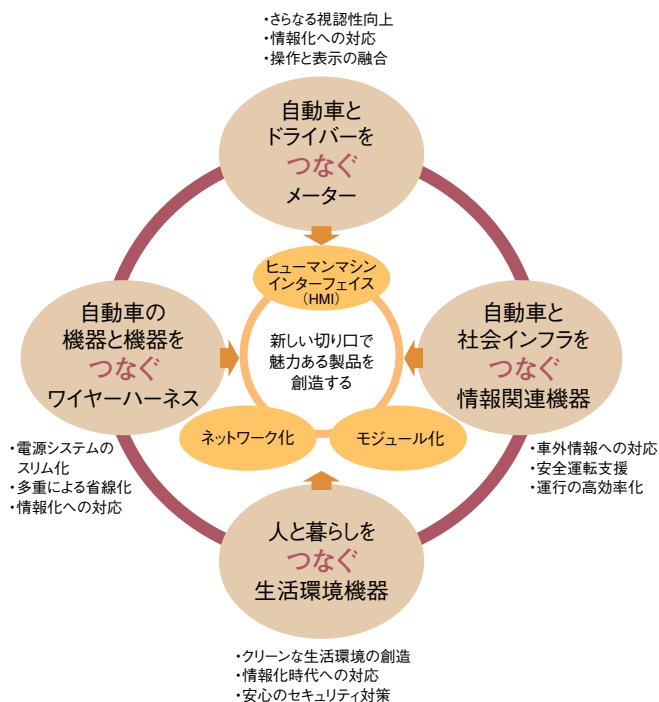 ・さらなる視認性向上
・情報化への対応
・操作と表示の融合
自動車と
ドライバーを
つなぐ
メーター
ヒューマンマシン
インターフェイス
(HMI)
自動車の
機器と機器を
つなぐ
ワイヤーハーネス
新しい切り口で
魅力ある製品を
創造する
自動車と
社会インフラを
つなぐ
情報関連機器
ネットワーク化
モジュール化
・電源システムの
スリム化
・多重による省線化
・情報化への対応
・車外情報への対応
・安全運転支援
・運行の高効率化
人と暮らしを
つなぐ
生活環境機器
・クリーンな生活環境の創造
・情報化時代への対応
・安心のセキュリティ対策